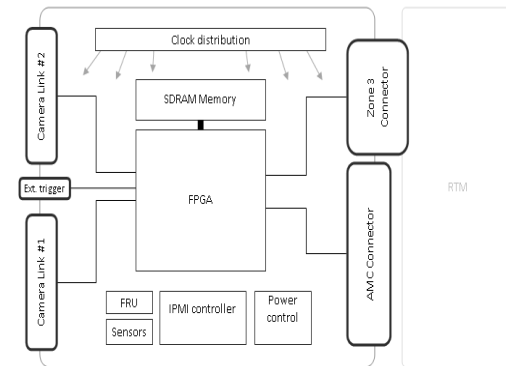 Clock distribution
Camera Link #2
SDRAM Memory
Zone 3
Connector
Ext. trigger
FPGA
RTM
Camera Link #1
AMC Connector
FRU
Sensors
IPMI controller
Power
control